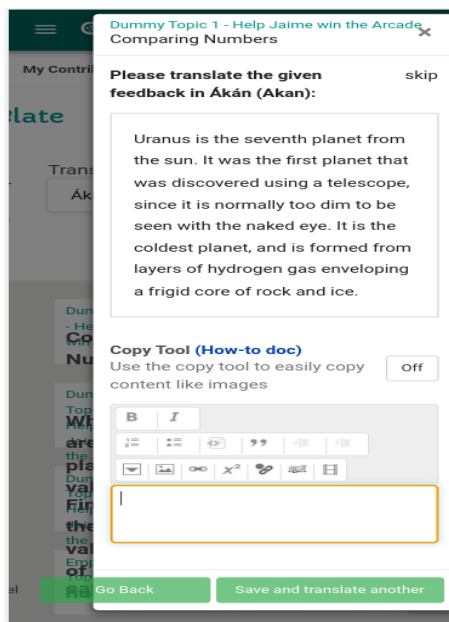 Dummy Topic 1 - Help Jaime win the Arcade
Comparing Numbers
×
My Contri
late
Please translate the given
feedback in Ákán (Akan):
skip
Uranus is the seventh planet from
the sun. It was the first planet that
was discovered using a telescope,
since it is normally too dim to be
seen with the naked eye. It is the
coldest planet, and is formed from
layers of hydrogen gas enveloping
a frigid core of rock and ice.
Trans
Ák
Copy Tool (How-to doc)
Use the copy tool to easily copy
content like images
Off
B I
Go Back
Save and translate another